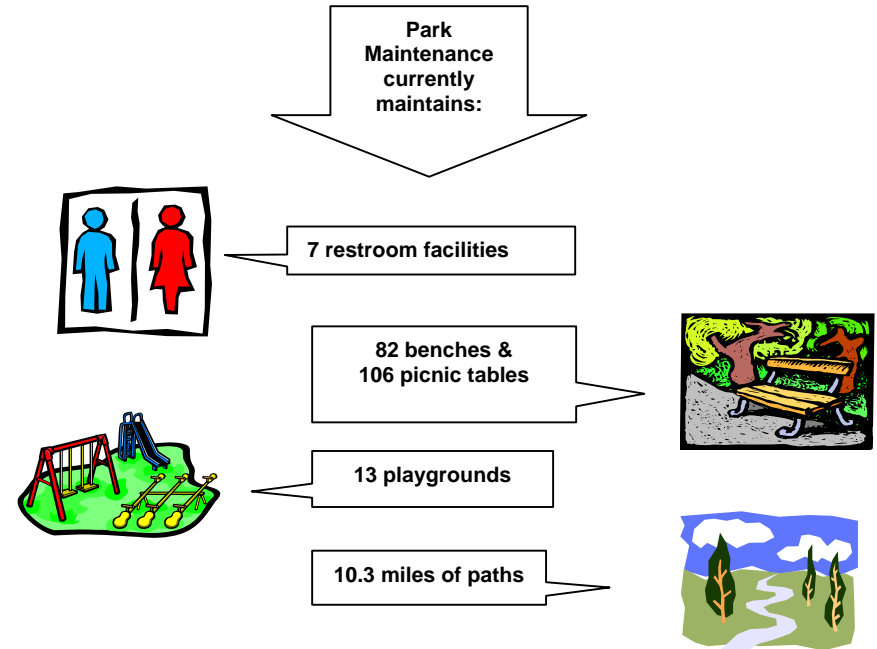 Park
Maintenance
currently
maintains:
7 restroom facilities
82 benches &
106 picnic tables
13 playgrounds
10.3 miles of paths